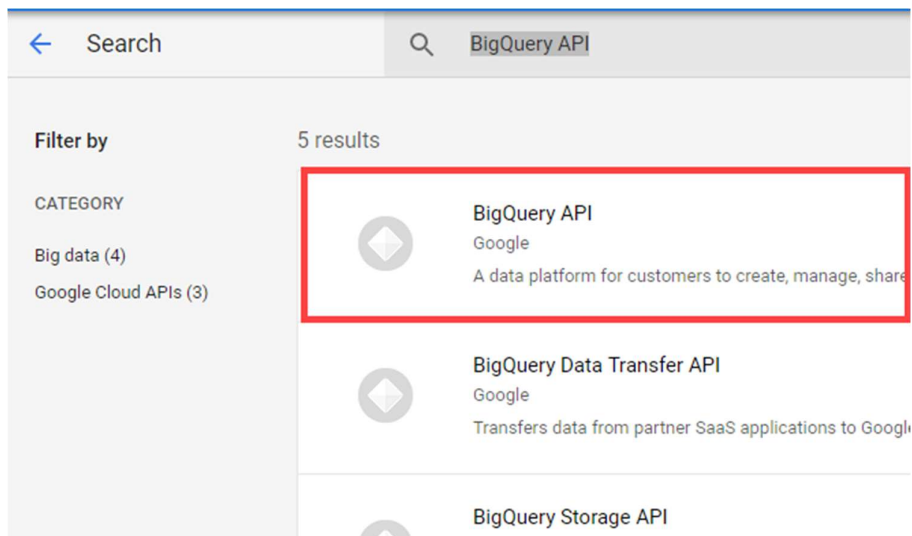 Search
BigQuery API
Filter by
5 results
CATEGORY
Big data (4)
Google Cloud APIs (3)
BigQuery API
Google
A data platform for customers to create, manage, share
BigQuery Data Transfer API
Google
Transfers data from partner SaaS applications to Googl
BigQuery Storage API